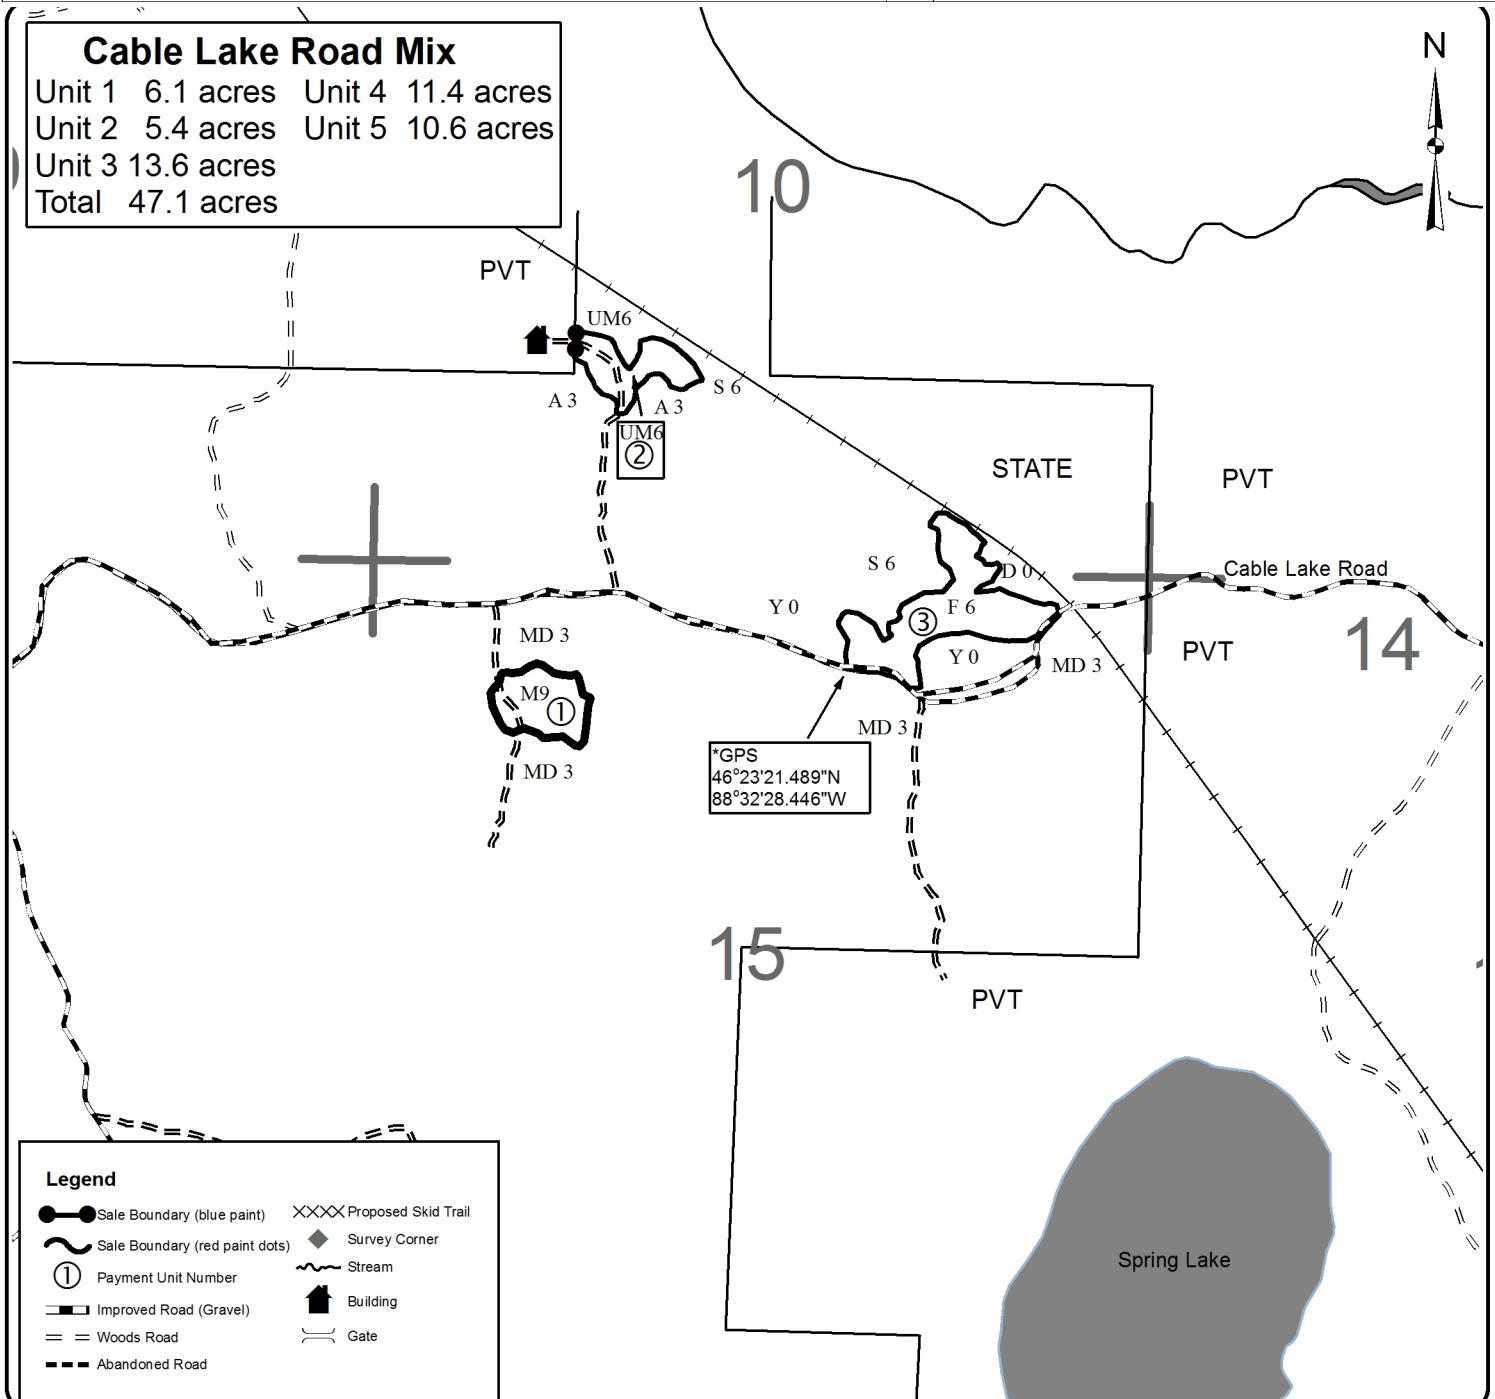 Cable Lake Road Mix
Unit 1 6.1 acres Unit 4 11.4 acres
Unit 2 5.4 acres Unit 5 10.6 acres
Unit 3 13.6 acres
Total 47.1 acres
N
10
PVT
UM6
S 6
A 3
A 3
UM6
2
STATE
PVT
S 6
D 0
Cable Lake Road
Y 0
F 6
3
MD 3
Y 0
MD 3
PVT
14
M9
1
MD 3
MD 3
*GPS
46°23'21.489"N
88°32'28.446"W
15
PVT
Spring Lake
Legend
Sale Boundary (blue paint)
Sale Boundary (red paint dots)
1 Payment Unit Number
Improved Road (Gravel)
Woods Road
Abandoned Road
Proposed Skid Trail
Survey Corner
Stream
Building
Gate